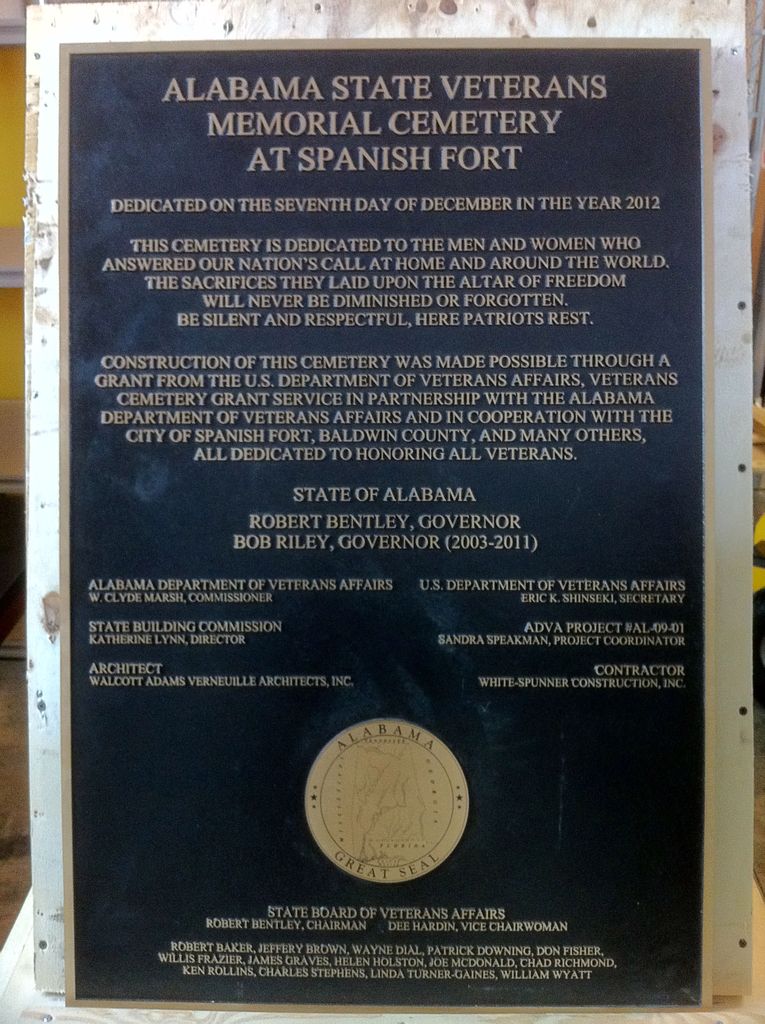 ALABAMA STATE VETERANS
MEMORIAL CEMETERY
AT SPANISH FORT
DEDICATED ON THE SEVENTH DAY OF DECEMBER IN THE YEAR 2012
THIS CEMETERY IS DEDICATED TO THE MEN AND WOMEN WHO
ANSWERED OUR NATION'S CALL AT HOME AND AROUND THE WORLD.
THE SACRIFICES THEY LAID UPON THE ALTAR OF FREEDOM
WILL NEVER BE DIMINISHED OR FORGOTTEN.
BE SILENT AND RESPECTFUL, HERE PATRIOTS REST.
CONSTRUCTION OF THIS CEMETERY WAS MADE POSSIBLE THROUGH A
GRANT FROM THE U.S. DEPARTMENT OF VETERANS AFFAIRS, VETERANS
CEMETERY GRANT SERVICE IN PARTNERSHIP WITH THE ALABAMA
DEPARTMENT OF VETERANS AFFAIRS AND IN COOPERATION WITH THE
CITY OF SPANISH FORT, BALDWIN COUNTY, AND MANY OTHERS,
ALL DEDICATED TO HONORING ALL VETERANS.
STATE OF ALABAMA
ROBERT BENTLEY, GOVERNOR
BOB RILEY, GOVERNOR (2003-2011)
ALABAMA DEPARTMENT OF VETERANS AFFAIRS
W. CLYDE MARSH, COMMISSIONER
U.S. DEPARTMENT OF VETERANS AFFAIRS
ERIC K. SHINSEKI, SECRETARY
STATE BUILDING COMMISSION
KATHERINE LYNN, DIRECTOR
ADVA PROJECT #AL-09-01
SANDRA SPEAKMAN, PROJECT COORDINATOR
ARCHITECT
WALCOTT ADAMS VERNEUILLE ARCHITECTS, INC.
CONTRACTOR
WHITE-SPUNNER CONSTRUCTION, INC.
ALABAMA
TENNESSEE
MISSISSIPPI
GEORGIA
FLORIDA
GREAT SEAL
STATE BOARD OF VETERANS AFFAIRS
ROBERT BENTLEY, CHAIRMAN DEE HARDIN, VICE CHAIRWOMAN
ROBERT BAKER, JEFFERY BROWN, WAYNE DIAL, PATRICK DOWNING, DON FISHER,
WILLIS FRAZIER, JAMES GRAVES, HELEN HOLSTON, JOE MCDONALD, CHAD RICHMOND,
KEN ROLLINS, CHARLES STEPHENS, LINDA TURNER-GAINES, WILLIAM WYATT